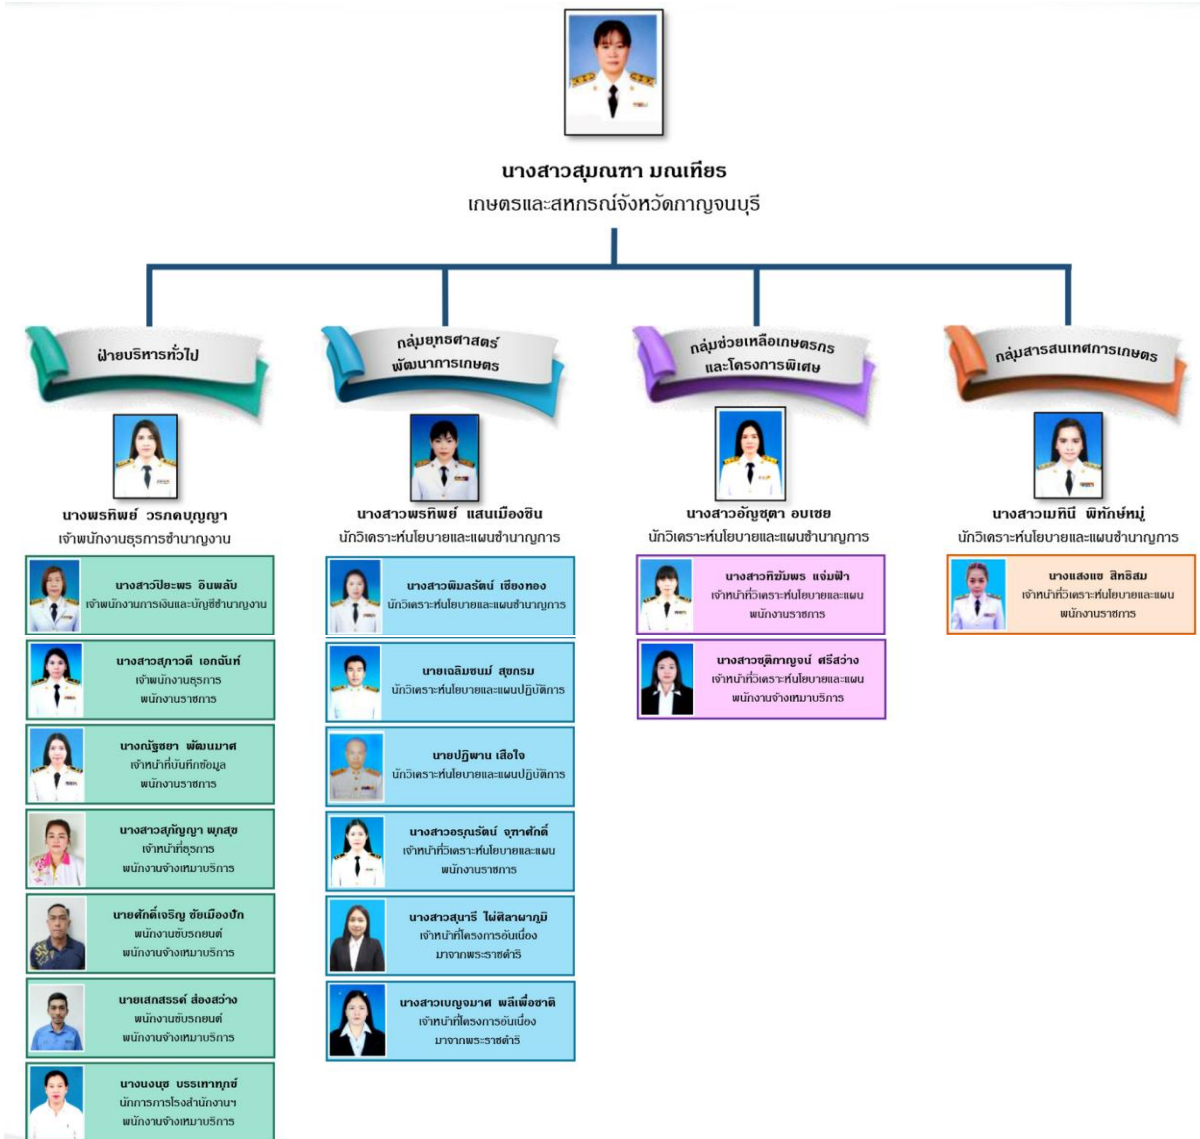 นางสาวสุมณฑา มณเฑียร
เกษตรและสหกรณ์จังหวัดกาญจนบุรี
ฝ่ายบริหารทั่วไป
นางพรทิพย์ วรภคบุญญา
เจ้าพนักงานธุรการชำนาญงาน
นางสาวปิยะพร อินพลับ
เจ้าพนักงานการเงินและบัญชีชำนาญงาน
นางสาวสุภาวดี เอกฉันท์
เจ้าพนักงานธุรการ
พนักงานราชการ
นางณัฐชยา พัฒนมาศ
เจ้าหน้าที่บันทึกข้อมูล
พนักงานราชการ
นางสาวสุกัญญา พุกสุข
เจ้าหน้าที่ธุรการ
พนักงานจ้างเหมาบริการ
นายศักดิ์เจริญ ชัยเมืองปัก
พนักงานขับรถยนต์
พนักงานจ้างเหมาบริการ
นายเสกสรรค์ ส่องสว่าง
พนักงานขับรถยนต์
พนักงานจ้างเหมาบริการ
นางนงนุช บรรเทาทุกข์
นักการภารโรงสำนักงานฯ
พนักงานจ้างเหมาบริการ
กลุ่มยุทธศาสตร์
พัฒนาการเกษตร
นางสาวพรทิพย์ แสนเมืองชิน
นักวิเคราะห์นโยบายและแผนชำนาญการ
นางสาวพิมลรัตน์ เชียงทอง
นักวิเคราะห์นโยบายและแผนชำนาญการ
นายเฉลิมชนม์ สุขกรม
นักวิเคราะห์นโยบายและแผนปฏิบัติการ
นายปฏิพาน เสือใจ
นักวิเคราะห์นโยบายและแผนปฏิบัติการ
นางสาวอรุณรัตน์ จุฑาศักดิ์
เจ้าหน้าที่วิเคราะห์นโยบายและแผน
พนักงานราชการ
นางสาวสุนารี ไผ่ศิลาผาภูมิ
เจ้าหน้าที่โครงการอันเนื่อง
มาจากพระราชดำริ
นางสาวเบญจมาศ พลีเพื่อชาติ
เจ้าหน้าที่โครงการอันเนื่อง
มาจากพระราชดำริ
กลุ่มช่วยเหลือเกษตรกร
และโครงการพิเศษ
นางสาวอัญชุตา อบเชย
นักวิเคราะห์นโยบายและแผนชำนาญการ
นางสาวทิฆัมพร แจ่มฟ้า
เจ้าหน้าที่วิเคราะห์นโยบายและแผน
พนักงานราชการ
นางสาวชุติกาญจน์ ศรีสว่าง
เจ้าหน้าที่วิเคราะห์นโยบายและแผน
พนักงานจ้างเหมาบริการ
กลุ่มสารสนเทศการเกษตร
นางสาวเมทินี พิทักษ์หมู่
นักวิเคราะห์นโยบายและแผนชำนาญการ
นางแสงแข สิทธิสม
เจ้าหน้าที่วิเคราะห์นโยบายและแผน
พนักงานราชการ